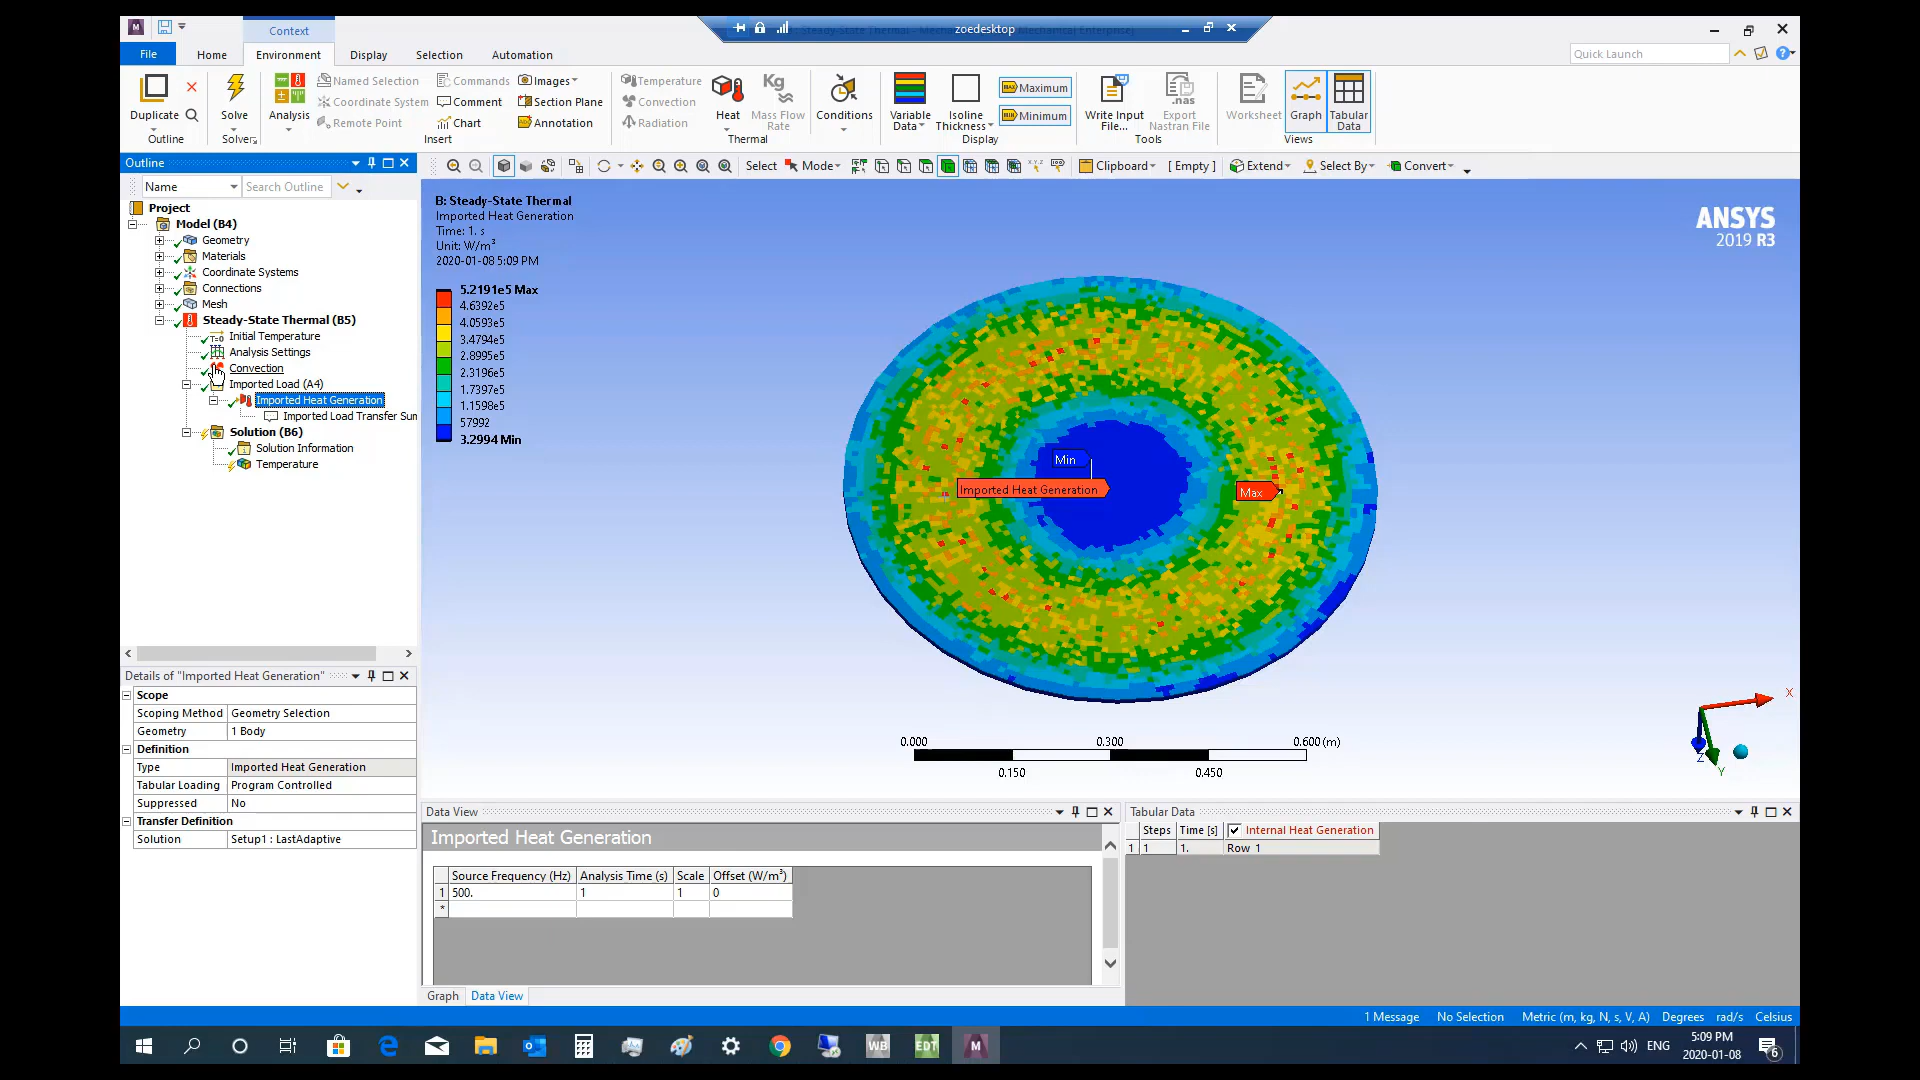 Context
zoedesktop
File
Home
Environment
Display
Selection
Automation
Quick Launch
Duplicate
Outline
Solve
Solver
Analysis
Named Selection
Coordinate System
Remote Point
Commands
Comment
Chart
Images
Section Plane
Annotation
Insert
Temperature
Convection
Radiation
Heat
Mass Flow
Rate
Conditions
Thermal
Variable
Data
Isoline
Thickness
Maximum
Minimum
Display
Write Input
File...
Export
Nastran File
Tools
Worksheet
Graph
Tabular
Data
Views
Outline
Select
Mode
Clipboard
[ Empty ]
Extend
Select By
Convert
Name
Search Outline
Project
Model (B4)
Geometry
Materials
Coordinate Systems
Connections
Mesh
Steady-State Thermal (B5)
Initial Temperature
Analysis Settings
Convection
Imported Load (A4)
Imported Heat Generation
Imported Load Transfer Sum
Solution (B6)
Solution Information
Temperature
B: Steady-State Thermal
Imported Heat Generation
Time: 1. s
Unit: W/m³
2020-01-08 5:09 PM
5.2191e5 Max
4.6392e5
4.0593e5
3.4794e5
2.8995e5
2.3196e5
1.7397e5
1.1598e5
57992
3.2994 Min
ANSYS
2019 R3
Min
Imported Heat Generation
Max
X
Z
Y
0.000 0.300 0.600 (m)
0.150 0.450
Details of "Imported Heat Generation"
Scope
Scoping Method Geometry Selection
Geometry 1 Body
Definition
Type Imported Heat Generation
Tabular Loading Program Controlled
Suppressed No
Transfer Definition
Solution Setup1 : LastAdaptive
Data View
Imported Heat Generation
Source Frequency (Hz) Analysis Time (s) Scale Offset (W/m³)
1 500. 1 1 0
*
Graph
Data View
Tabular Data
Steps Time [s] Internal Heat Generation
1 1 1. Row 1
1 Message No Selection Metric (m, kg, N, s, V, A) Degrees rad/s Celsius
WB
EDT
M
ENG
5:09 PM
2020-01-08
6